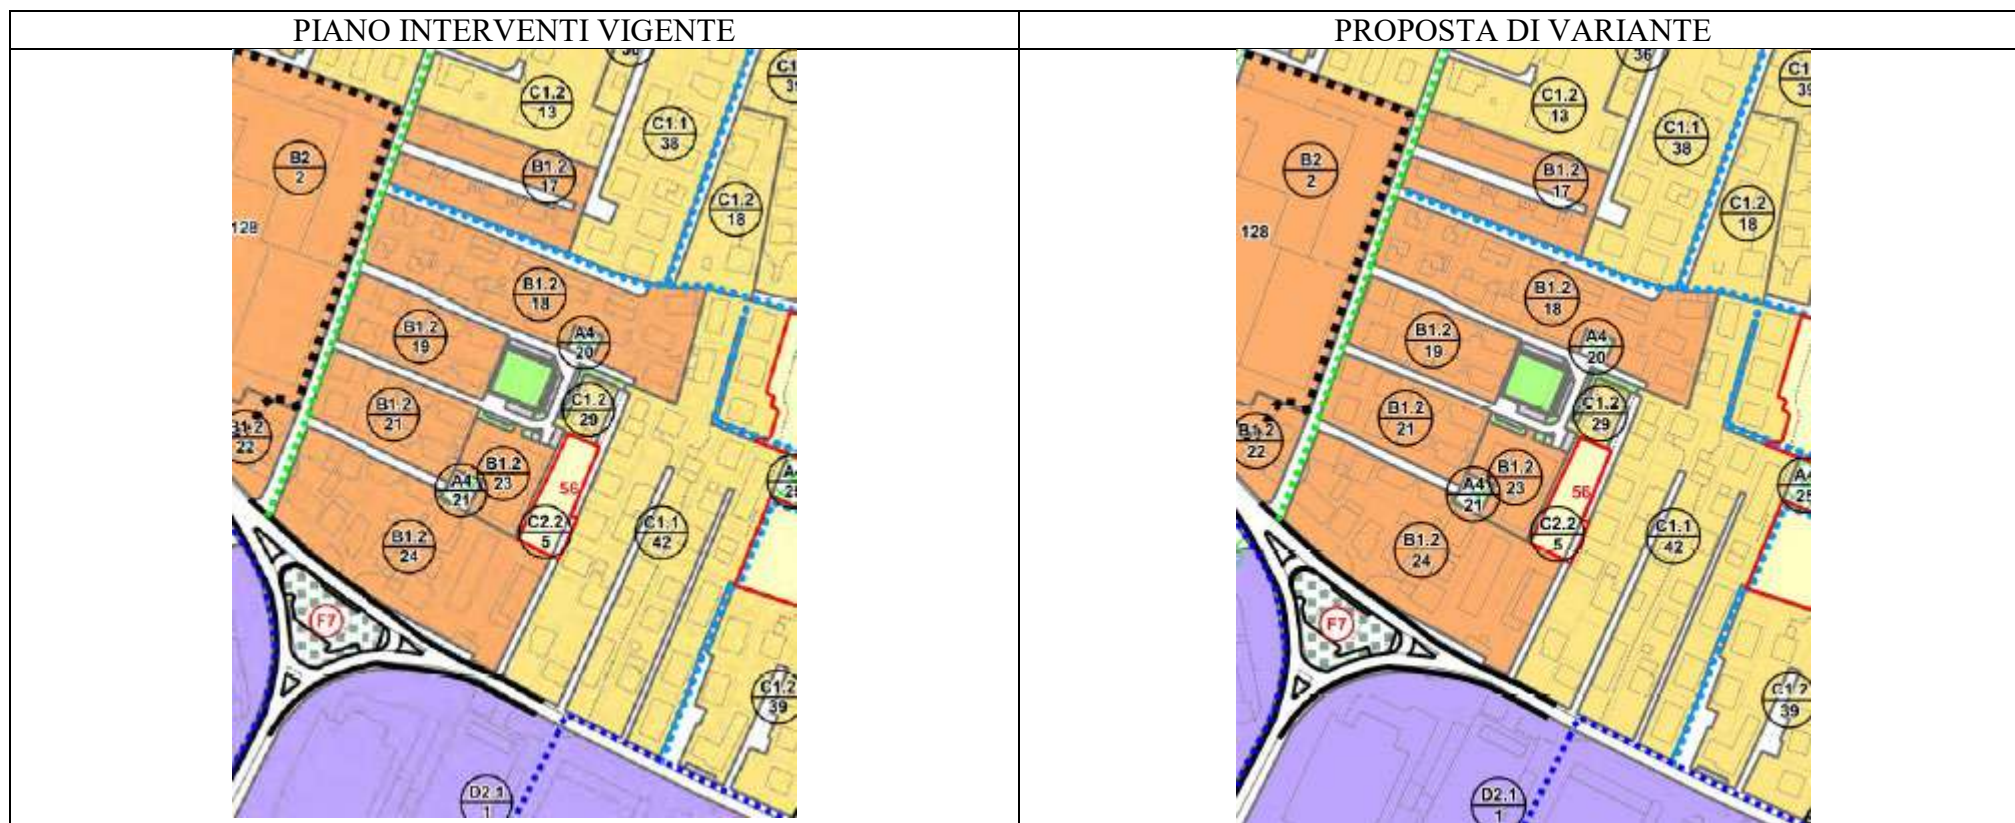 PIANO INTERVENTI VIGENTE
PROPOSTA DI VARIANTE
C1.2
13
C1.1
38
B2
2
B1.2
17
C1.2
18
128
B1.2
18
B1.2
19
A4
20
C1.2
29
B1.2
21
B1.2
22
B1.2
23
A4
21
56
C2.2
5
C1.1
42
B1.2
24
F7
C1.2
39
D2.1
1
36
C1.2
13
C1.1
38
B2
2
B1.2
17
C1.2
18
128
B1.2
18
B1.2
19
A4
20
C1.2
29
B1.2
21
B1.2
22
B1.2
23
A4
21
56
C2.2
5
C1.1
42
B1.2
24
F7
C1.2
39
D2.1
1